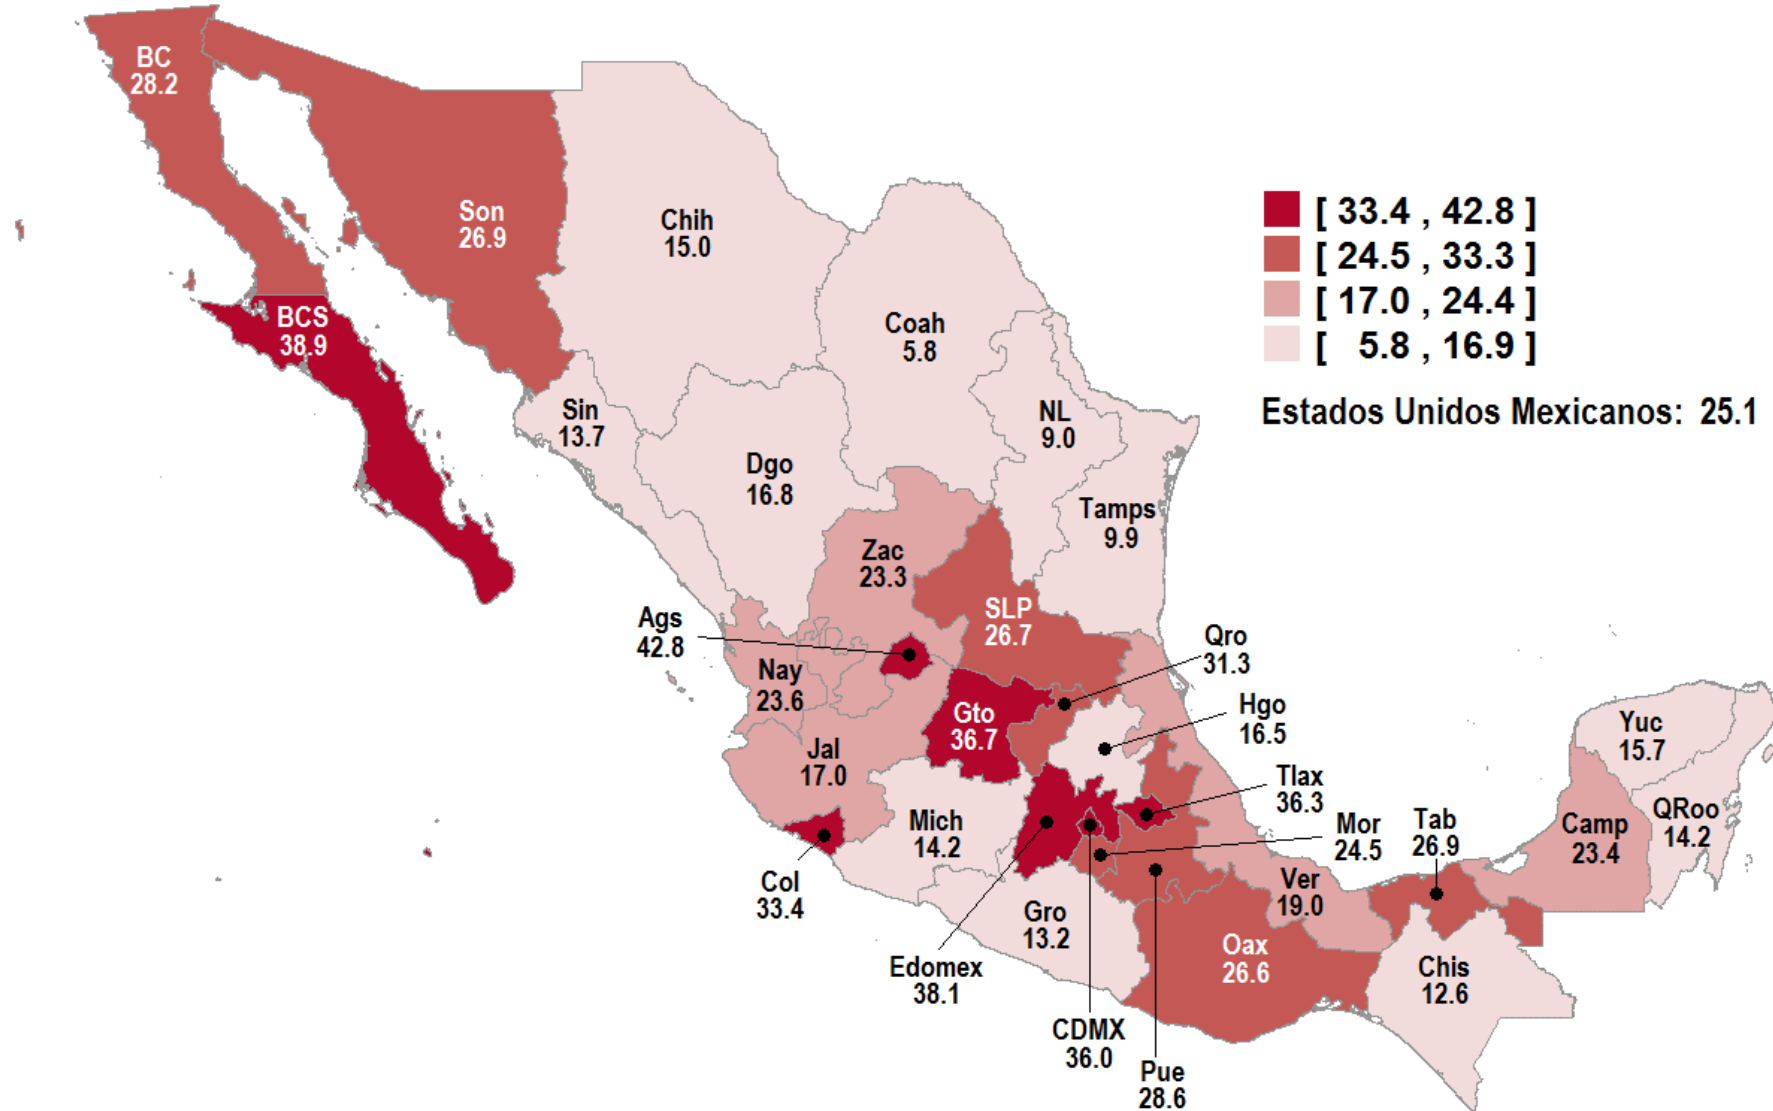 BC
28.2
Son
26.9
Chih
15.0
[ 33.4 , 42.8 ]
[ 24.5 , 33.3 ]
[ 17.0 , 24.4 ]
[ 5.8 , 16.9 ]
Estados Unidos Mexicanos: 25.1
BCS
38.9
Coah
5.8
Sin
13.7
NL
9.0
Dgo
16.8
Tamps
9.9
Zac
23.3
Ags
42.8
SLP
26.7
Qro
31.3
Nay
23.6
Gto
36.7
Hgo
16.5
Yuc
15.7
Jal
17.0
Tlax
36.3
Mich
14.2
Mor
24.5
Tab
26.9
Camp
23.4
QRoo
14.2
Col
33.4
Ver
19.0
Gro
13.2
Oax
26.6
Edomex
38.1
Chis
12.6
CDMX
36.0
Pue
28.6